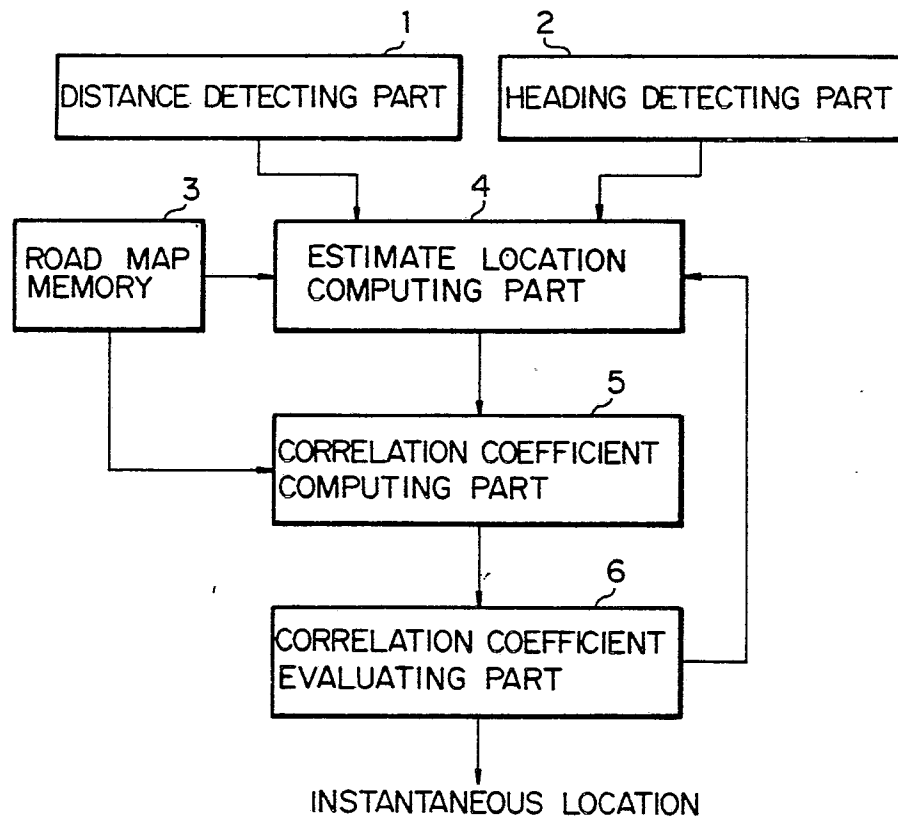 1
DISTANCE DETECTING PART
2
HEADING DETECTING PART
3
ROAD MAP
MEMORY
4
ESTIMATE LOCATION
COMPUTING PART
5
CORRELATION COEFFICIENT
COMPUTING PART
6
CORRELATION COEFFICIENT
EVALUATING PART
INSTANTANEOUS LOCATION